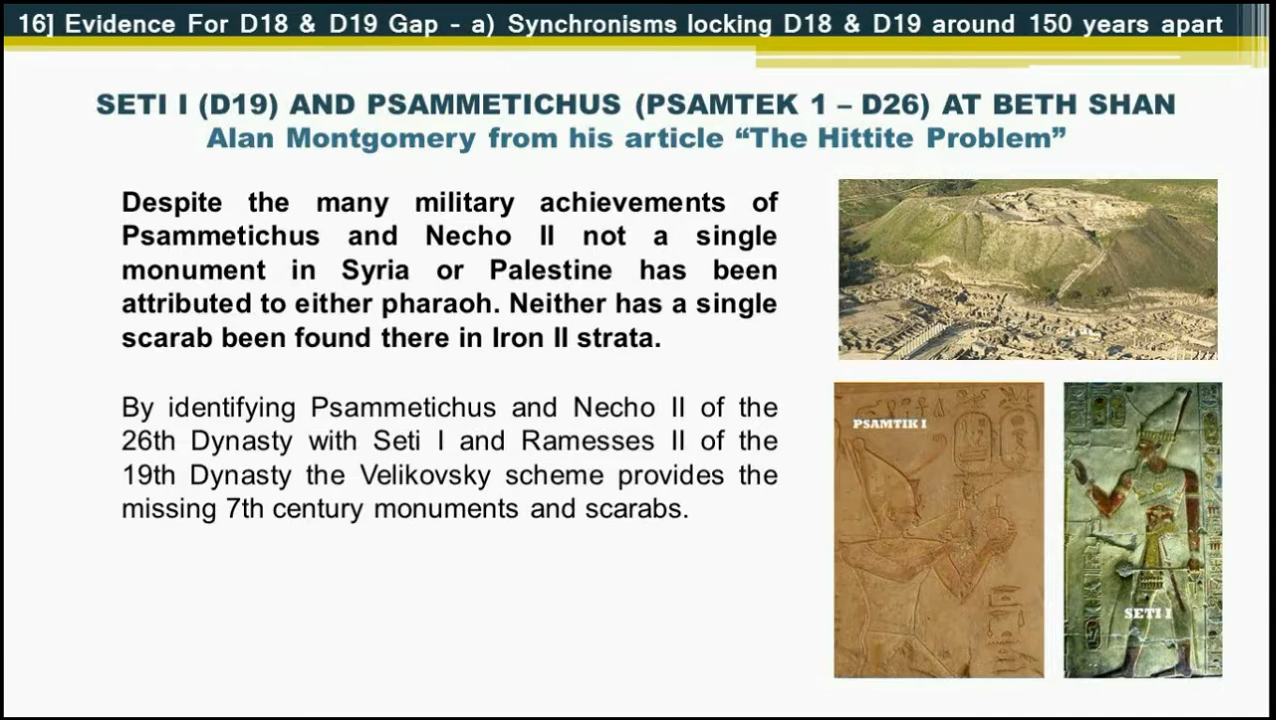 16] Evidence For D18 & D19 Gap - a) Synchronisms locking D18 & D19 around 150 years apart
SETI I (D19) AND PSAMMETICHUS (PSAMTEK 1 – D26) AT BETH SHAN
Alan Montgomery from his article “The Hittite Problem”
Despite the many military achievements of
Psammetichus and Necho II not a single
monument in Syria or Palestine has been
attributed to either pharaoh. Neither has a single
scarab been found there in Iron II strata.
By identifying Psammetichus and Necho II of the
26th Dynasty with Seti I and Ramesses II of the
19th Dynasty the Velikovsky scheme provides the
missing 7th century monuments and scarabs.
PSAMTIK I
SETI I